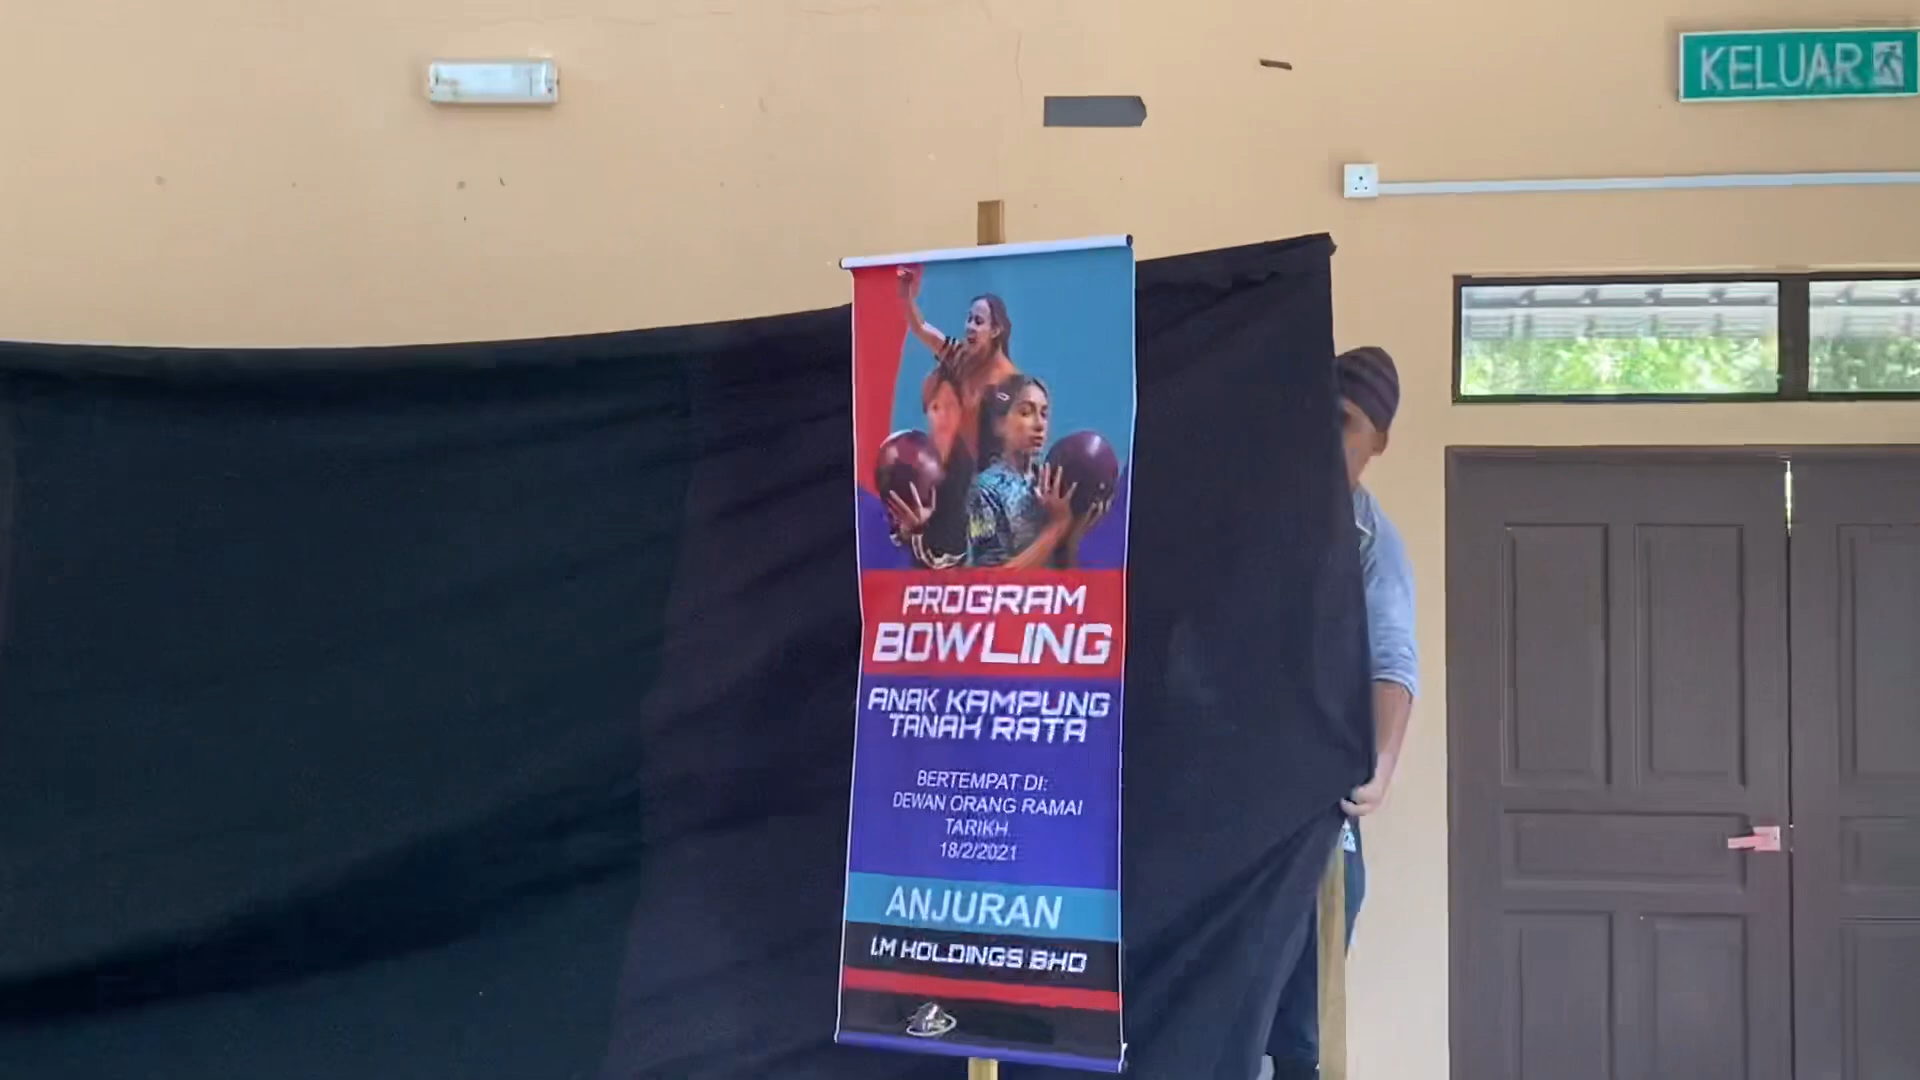 KELUAR
PROGRAM
BOWLING
ANAK KAMPUNG
TANAH RATA
BERTEMPAT DI:
DEWAN ORANG RAMAI
TARIKH
18/2/2021
ANJURAN
LM HOLDINGS BHD